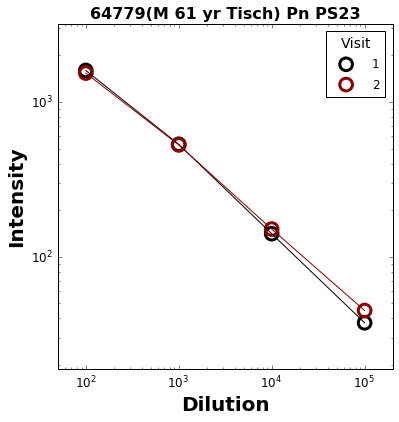 64779(M 61 yr Tisch) Pn PS23
Visit
1
2
Intensity
10³
10²
10² 10³ 10⁴ 10⁵
Dilution